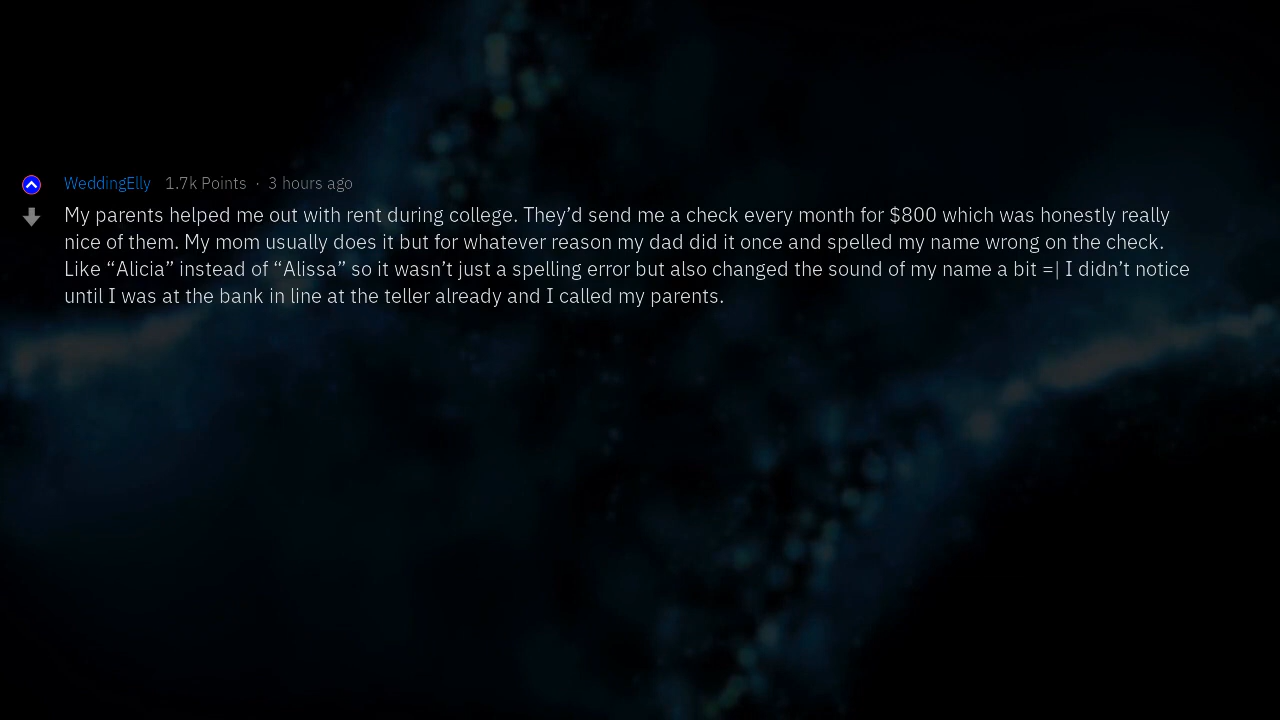 WeddingElly 1.7k Points · 3 hours ago
My parents helped me out with rent during college. They’d send me a check every month for $800 which was honestly really
nice of them. My mom usually does it but for whatever reason my dad did it once and spelled my name wrong on the check.
Like “Alicia” instead of “Alissa” so it wasn’t just a spelling error but also changed the sound of my name a bit =| I didn’t notice
until I was at the bank in line at the teller already and I called my parents.